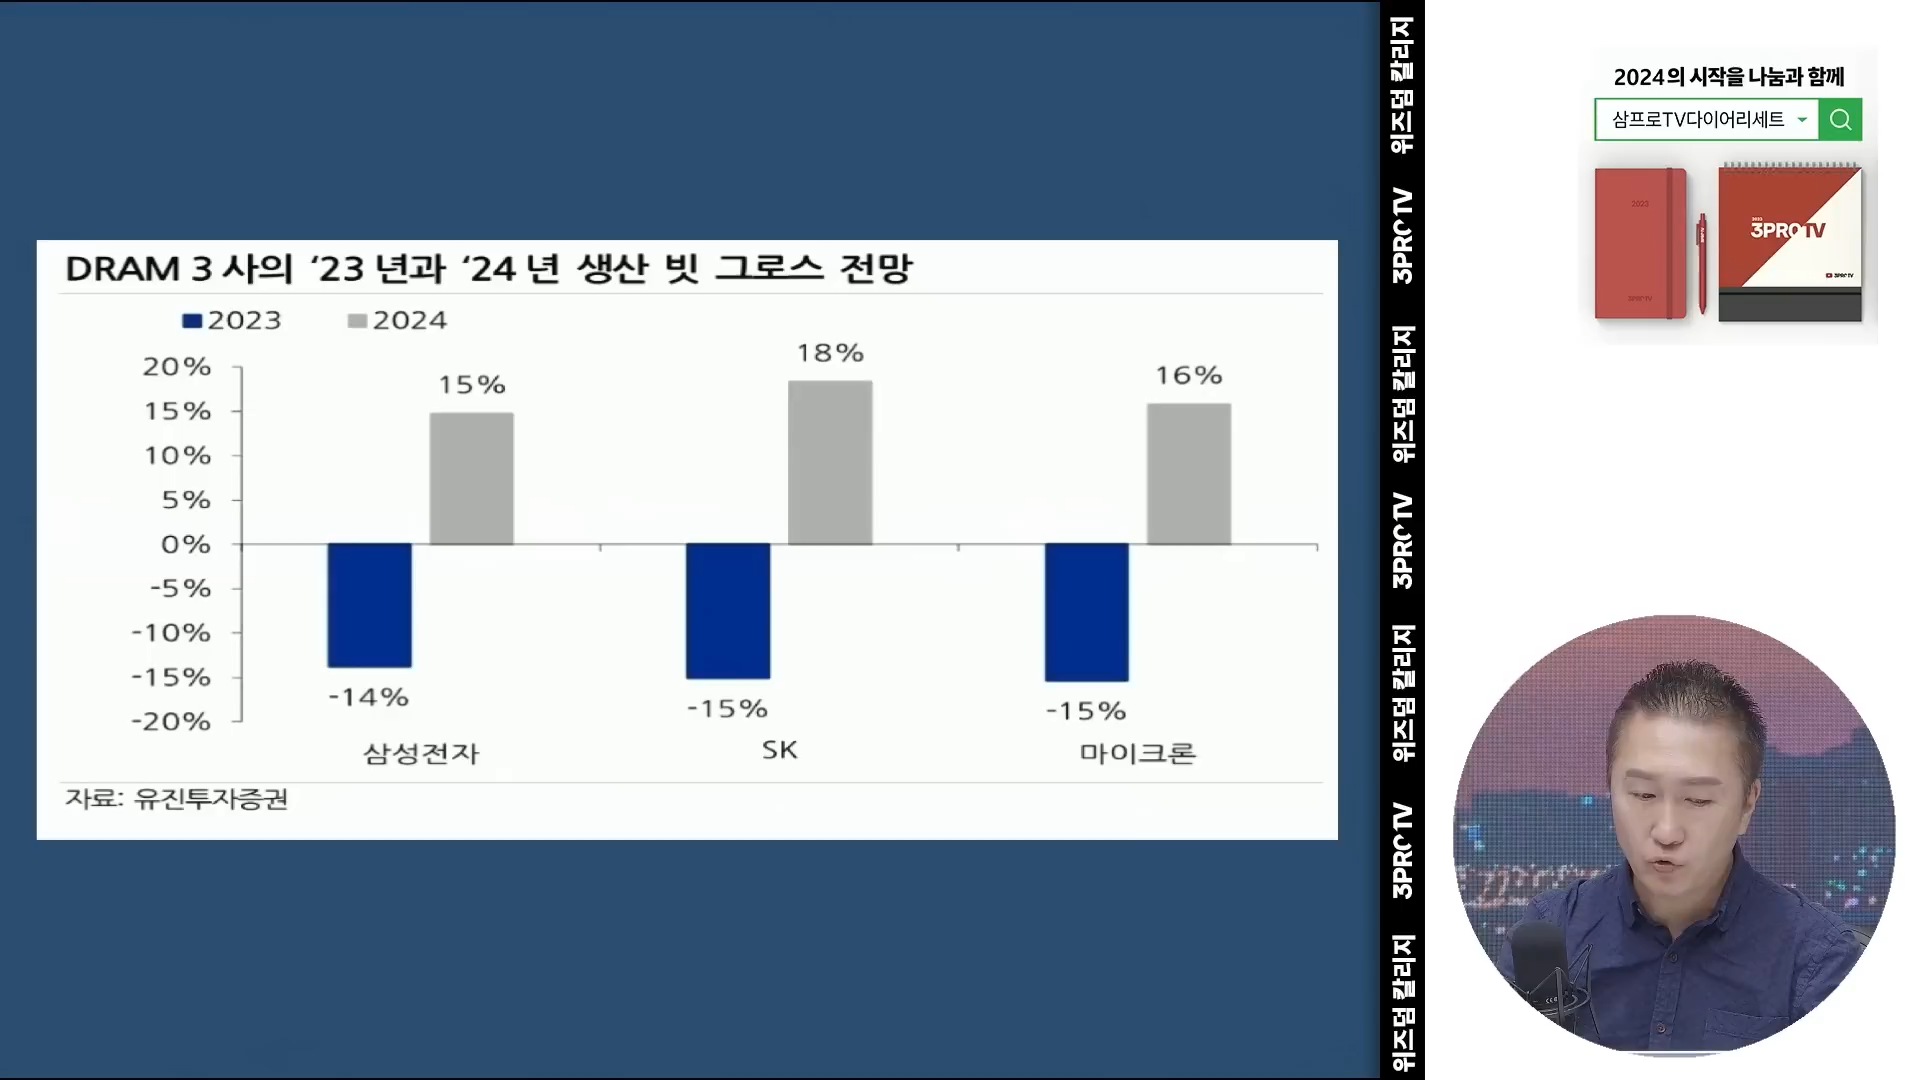 DRAM 3 사의 ‘23 년과 ‘24 년 생산 빗 그로스 전망
2023 2024
20%
15%
10%
5%
0%
-5%
-10%
-15%
-20%
15%
18%
16%
-14%
-15%
-15%
삼성전자 SK 마이크론
자료: 유진투자증권
위즈덤 칼리지
3PROTV
위즈덤 칼리지
3PROTV
위즈덤 칼리지
3PROTV
위즈덤 칼리지
2024의 시작을 나눔과 함께
삼프로TV다이어리세트
2023
3PROTV
2023
3PROTV
3PROTV